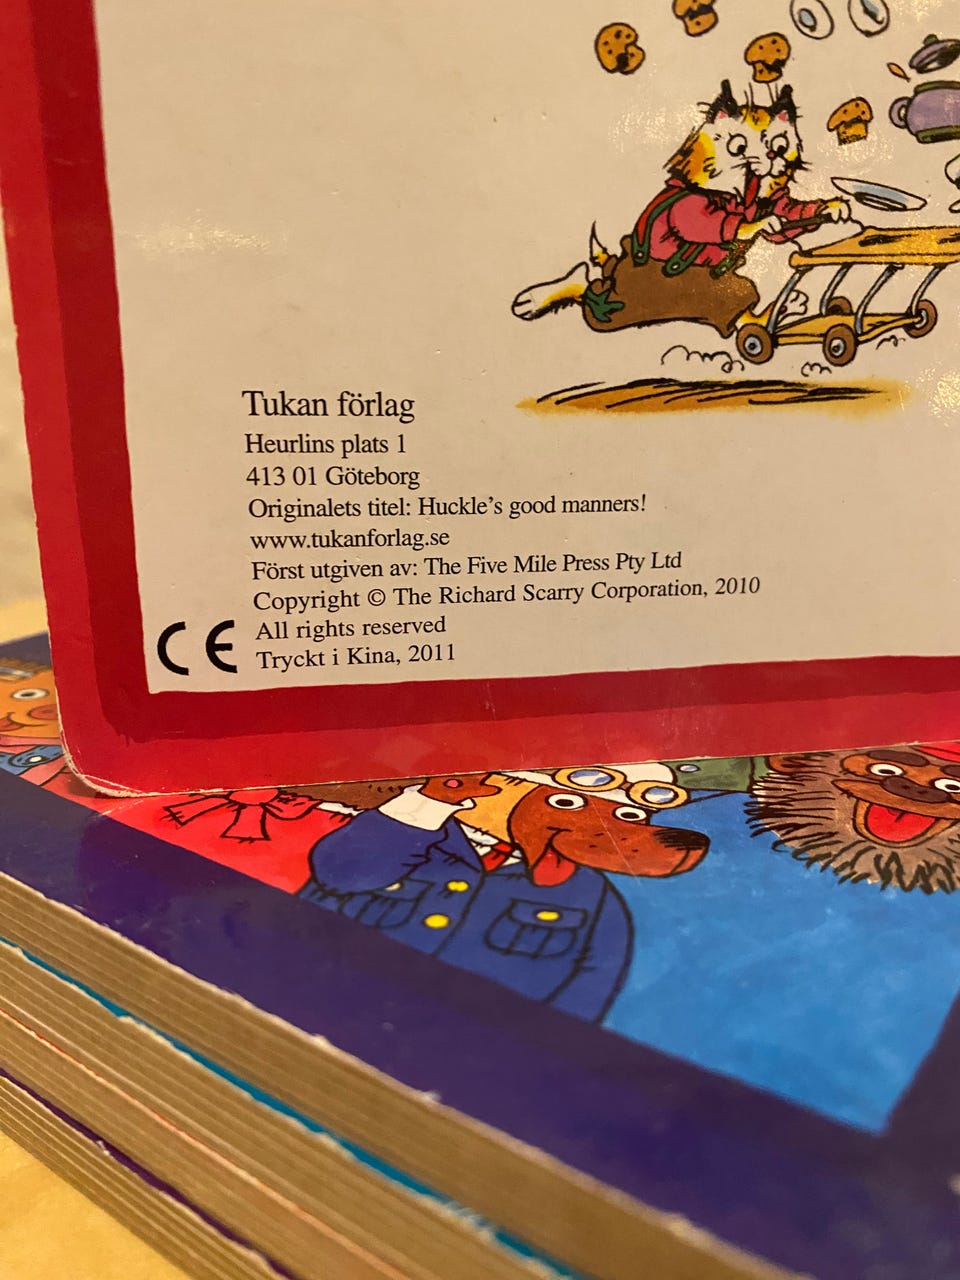 Tukan förlag
Heurlins plats 1
413 01 Göteborg
Originalets titel: Huckle's good manners!
www.tukanforlag.se
Först utgiven av: The Five Mile Press Pty Ltd
Copyright © The Richard Scarry Corporation, 2010
CE All rights reserved
Tryckt i Kina, 2011